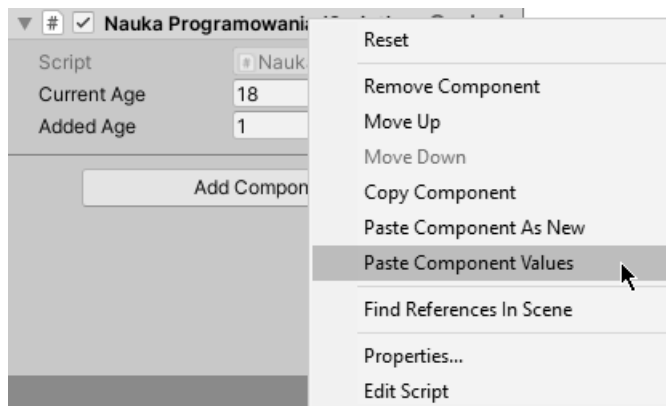 Nauka Programowania
Script
Nauk
Current Age
18
Added Age
1
Add Compon
Reset
Remove Component
Move Up
Move Down
Copy Component
Paste Component As New
Paste Component Values
Find References In Scene
Properties...
Edit Script